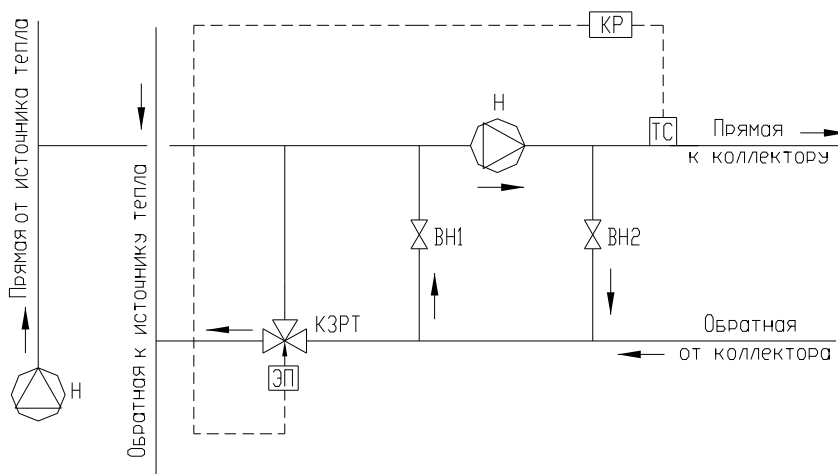 КР
Н
ТС
Прямая
к коллектору
Прямая от источника тепла
Обратная к источнику тепла
ВН1
ВН2
КЗРТ
Обратная
от коллектора
ЭП
Н